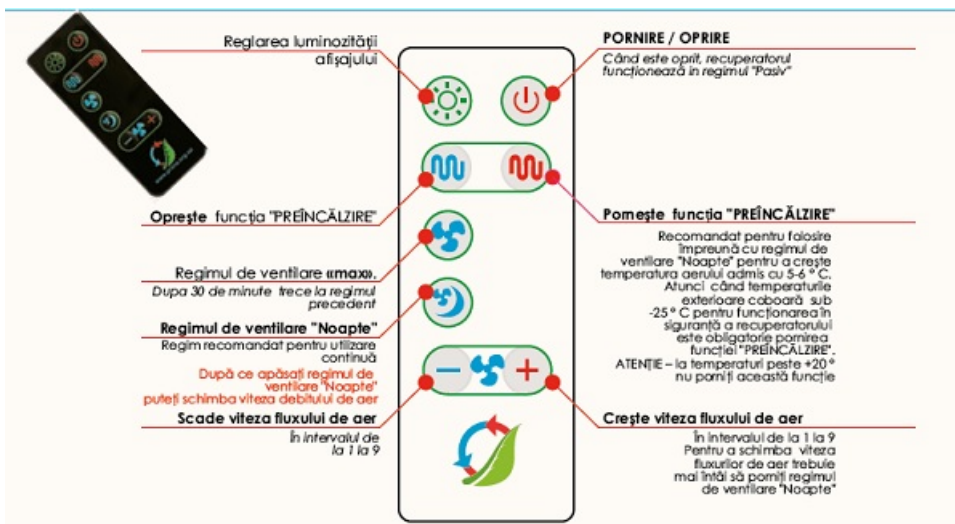 Reglarea luminozității
afișajului
Oprește funcția "PREÎNCĂLZIRE"
Regimul de ventilare «max».
Dupa 30 de minute trece la regimul
precedent
Regimul de ventilare "Noapte"
Regim recomandat pentru utilizare
continuă
După ce apăsați regimul de
ventilare "Noapte"
puteți schimba viteza debitului de aer
Scade viteza fluxului de aer
În intervalul de
la 1 la 9
PORNIRE / OPRIRE
Când este oprit, recuperatorul
funcționează in regimul "Pasiv"
Pornește funcția "PREÎNCĂLZIRE"
Recomandat pentru folosire
împreună cu regimul de
ventilare "Noapte" pentru a crește
temperatura aerului admis cu 5-6 ° C.
Atunci când temperaturile
exterioare coboară sub
-25 ° C pentru funcționarea în
siguranță a recuperatorului
este obligatorie pornirea
funcției "PREÎNCĂLZIRE".
ATENȚIE – la temperaturi peste +20 °
nu porniți această funcție
Crește viteza fluxului de aer
În intervalul de la 1 la 9
Pentru a schimba viteza
fluxurilor de aer trebuie
mai întâi să porniți regimul
de ventilare "Noapte"